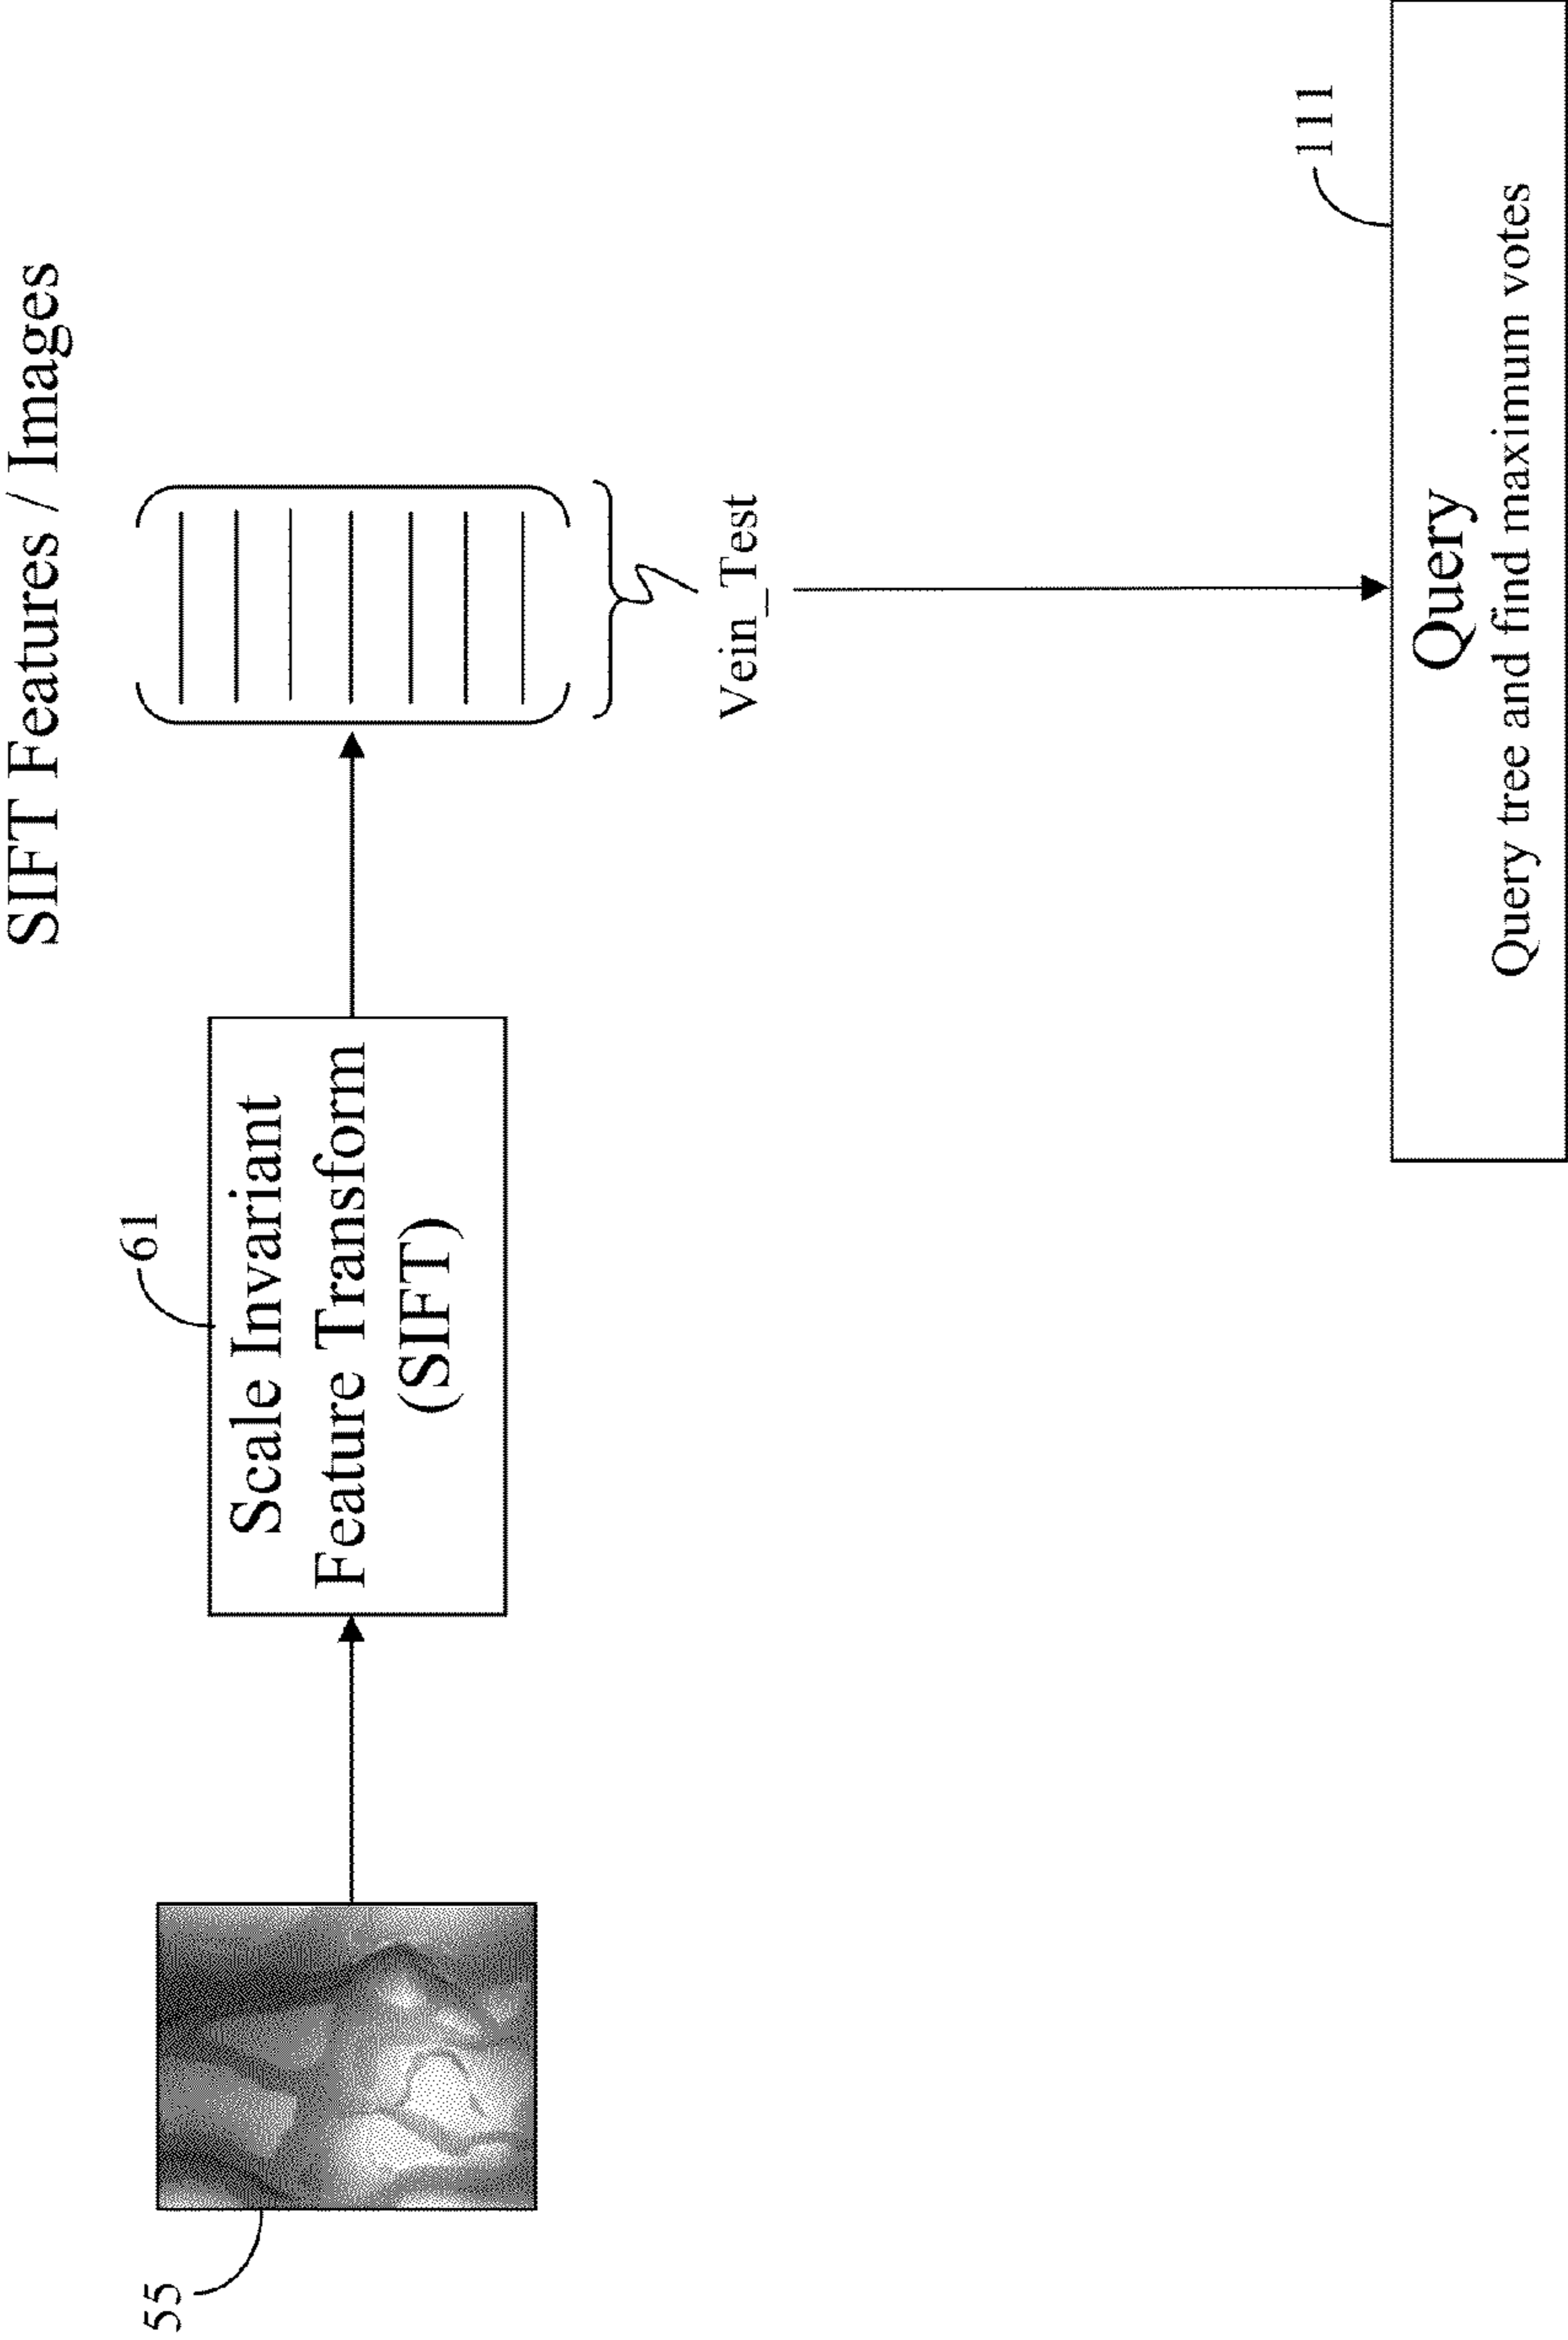 SIFT Features / Images
55
61
Scale Invariant
Feature Transform
(SIFT)
Vein_Test
111
Query
Query tree and find maximum votes